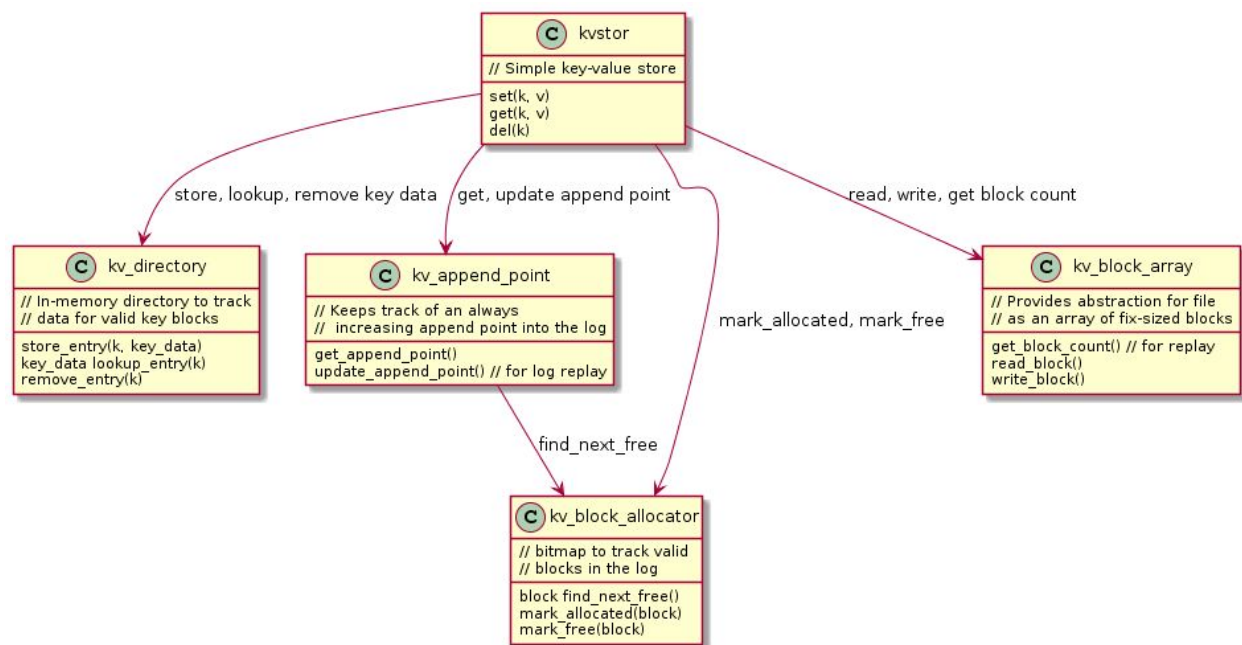 C kvstor
// Simple key-value store
set(k, v)
get(k, v)
del(k)
store, lookup, remove key data
get, update append point
read, write, get block count
C kv_directory
// In-memory directory to track
// data for valid key blocks
store_entry(k, key_data)
key_data lookup_entry(k)
remove_entry(k)
C kv_append_point
// Keeps track of an always
// increasing append point into the log
get_append_point()
update_append_point() // for log replay
mark_allocated, mark_free
C kv_block_array
// Provides abstraction for file
// as an array of fix-sized blocks
get_block_count() // for replay
read_block()
write_block()
find_next_free
C kv_block_allocator
// bitmap to track valid
// blocks in the log
block find_next_free()
mark_allocated(block)
mark_free(block)